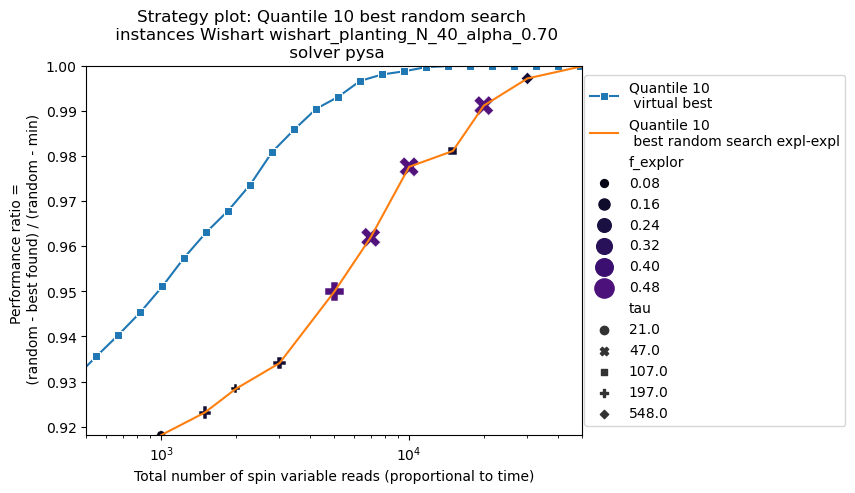 Strategy plot: Quantile 10 best random search
instances Wishart wishart_planting_N_40_alpha_0.70
solver pysa
Performance ratio =
(random - best found) / (random - min)
1.00
0.99
0.98
0.97
0.96
0.95
0.94
0.93
0.92
10^3
10^4
Total number of spin variable reads (proportional to time)
Quantile 10
virtual best
Quantile 10
best random search expl-expl
f_explor
0.08
0.16
0.24
0.32
0.40
0.48
tau
21.0
47.0
107.0
197.0
548.0